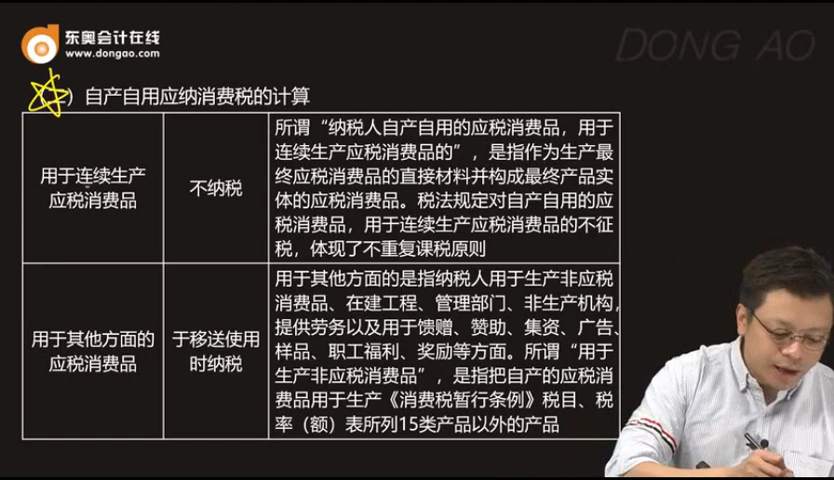 东奥会计在线
www.dongao.com
DONG AO
2）自产自用应纳消费税的计算
用于连续生产
应税消费品
不纳税
所谓“纳税人自产自用的应税消费品，用于
连续生产应税消费品的”，是指作为生产最
终应税消费品的直接材料并构成最终产品实
体的应税消费品。税法规定对自产自用的应
税消费品，用于连续生产应税消费品的不征
税，体现了不重复课税原则
用于其他方面的
应税消费品
于移送使用
时纳税
用于其他方面的是指纳税人用于生产非应税
消费品、在建工程、管理部门、非生产机构，
提供劳务以及用于馈赠、赞助、集资、广告、
样品、职工福利、奖励等方面。所谓“用于
生产非应税消费品”，是指把自产的应税消
费品用于生产《消费税暂行条例》税目、税
率（额）表所列15类产品以外的产品